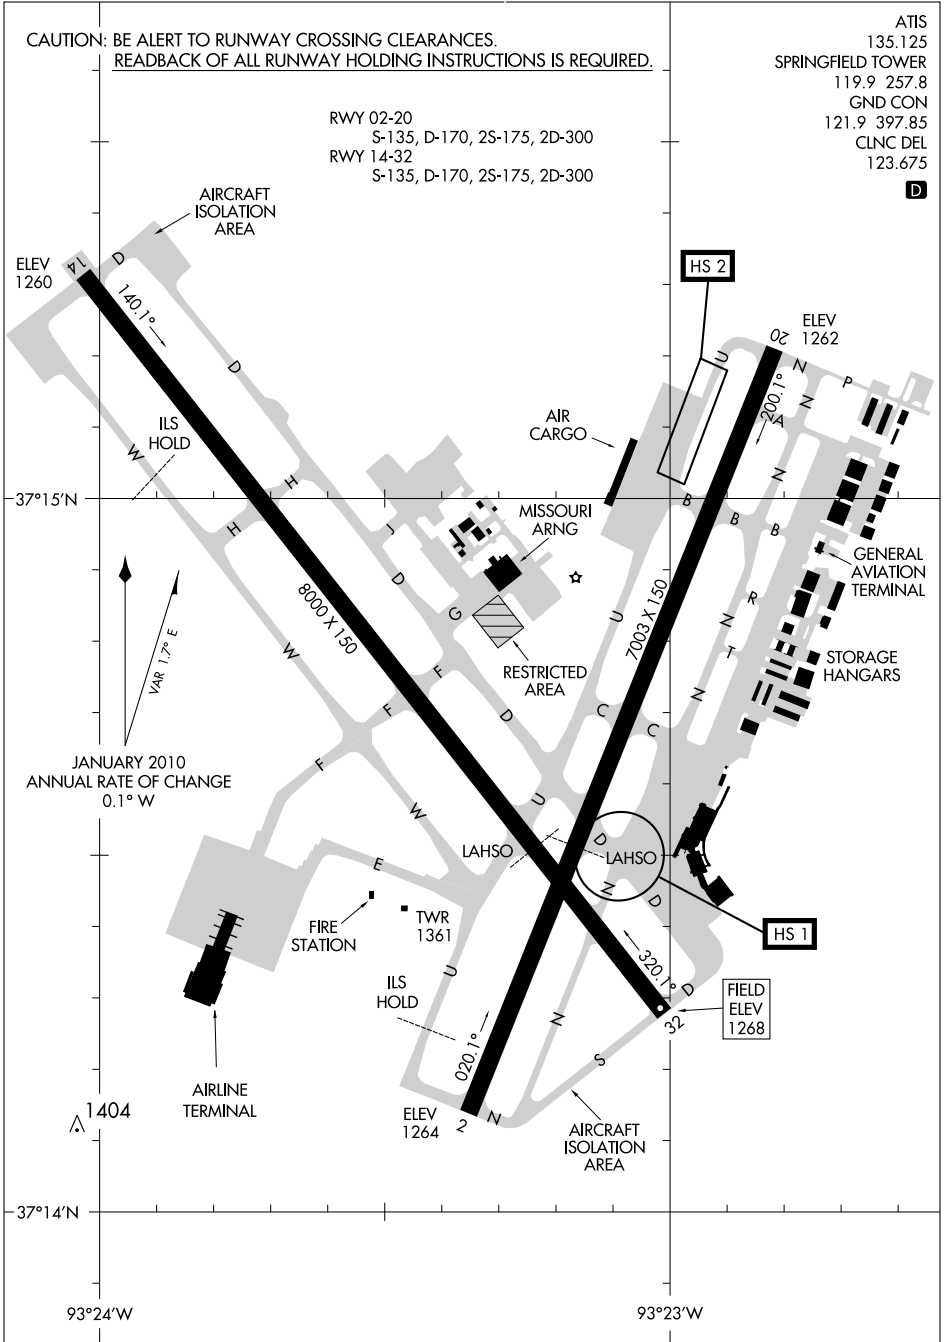 CAUTION: BE ALERT TO RUNWAY CROSSING CLEARANCES.
READBACK OF ALL RUNWAY HOLDING INSTRUCTIONS IS REQUIRED.
ATIS
135.125
SPRINGFIELD TOWER
119.9 257.8
GND CON
121.9 397.85
CLNC DEL
123.675
D
RWY 02-20
S-135, D-170, 2S-175, 2D-300
RWY 14-32
S-135, D-170, 2S-175, 2D-300
AIRCRAFT
ISOLATION
AREA
ELEV
1260
14
D
140.1°
D
HS 2
ELEV
1262
20
U
N
P
N
200.1°
A
N
AIR
CARGO
ILS
HOLD
W
H
H
J
37°15'N
B
B
B
MISSOURI
ARNG
GENERAL
AVIATION
TERMINAL
D
G
8000 X 150
W
VAR 1.7° E
U
7003 X 150
R
N
T
N
STORAGE
HANGARS
RESTRICTED
AREA
F
F
F
D
C
C
JANUARY 2010
ANNUAL RATE OF CHANGE
0.1° W
W
U
LAHSO
D
LAHSO
N
D
E
FIRE
STATION
TWR
1361
HS 1
U
ILS
HOLD
320.1°
D
FIELD
ELEV
1268
32
020.1°
N
S
AIRLINE
TERMINAL
1404
ELEV
1264
2
N
AIRCRAFT
ISOLATION
AREA
37°14'N
93°24'W
93°23'W